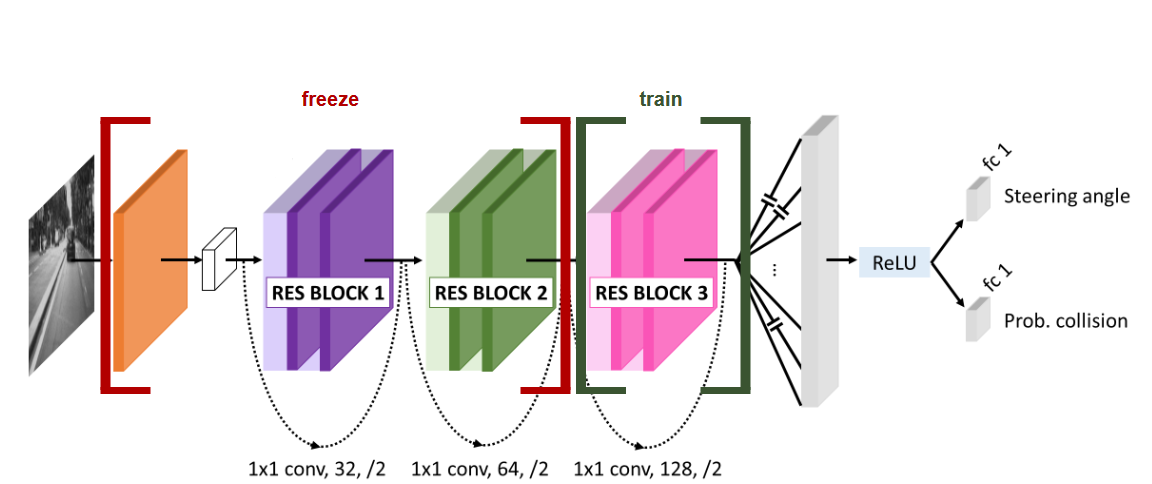 freeze
train
RES BLOCK 1
RES BLOCK 2
RES BLOCK 3
ReLU
fc 1
Steering angle
fc 1
Prob. collision
...
1x1 conv, 32, /2
1x1 conv, 64, /2
1x1 conv, 128, /2